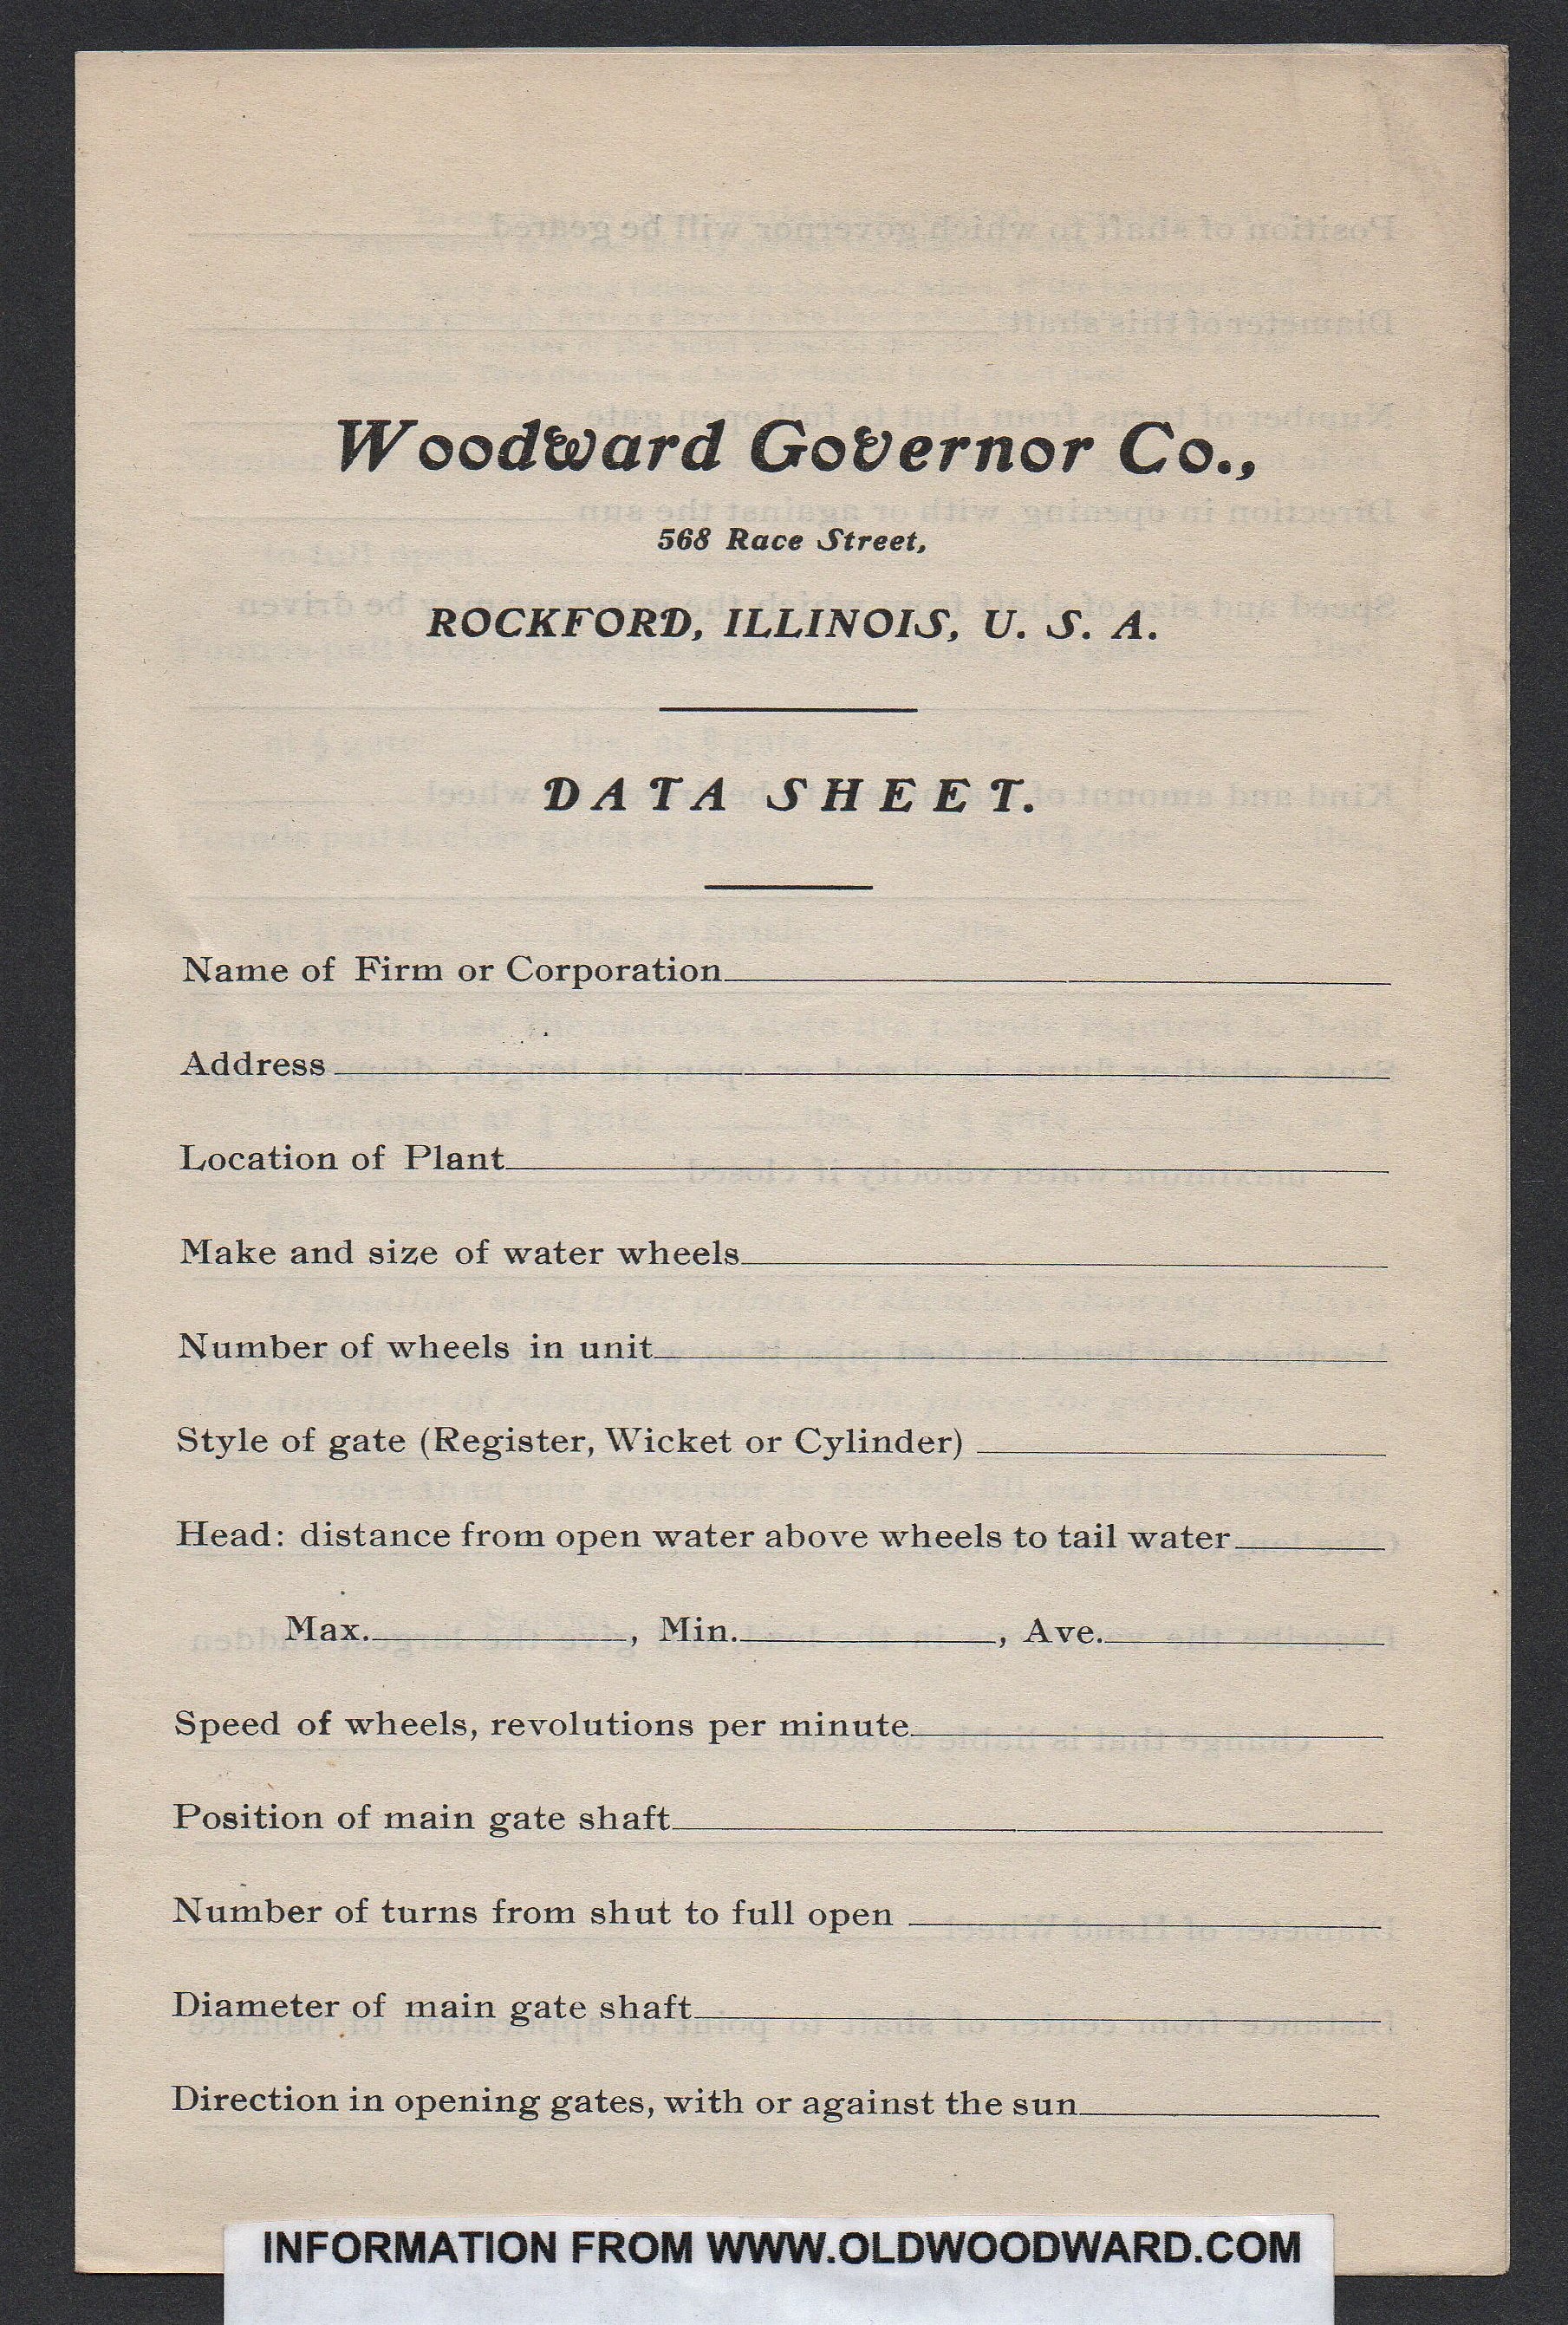 Woodward Governor Co.,
568 Race Street,
ROCKFORD, ILLINOIS, U. S. A.
DATA SHEET.
Name of Firm or Corporation
Address
Location of Plant
Make and size of water wheels
Number of wheels in unit
Style of gate (Register, Wicket or Cylinder)
Head: distance from open water above wheels to tail water
Max. , Min. , Ave.
Speed of wheels, revolutions per minute
Position of main gate shaft
Number of turns from shut to full open
Diameter of main gate shaft
Direction in opening gates, with or against the sun
INFORMATION FROM WWW.OLDWOODWARD.COM